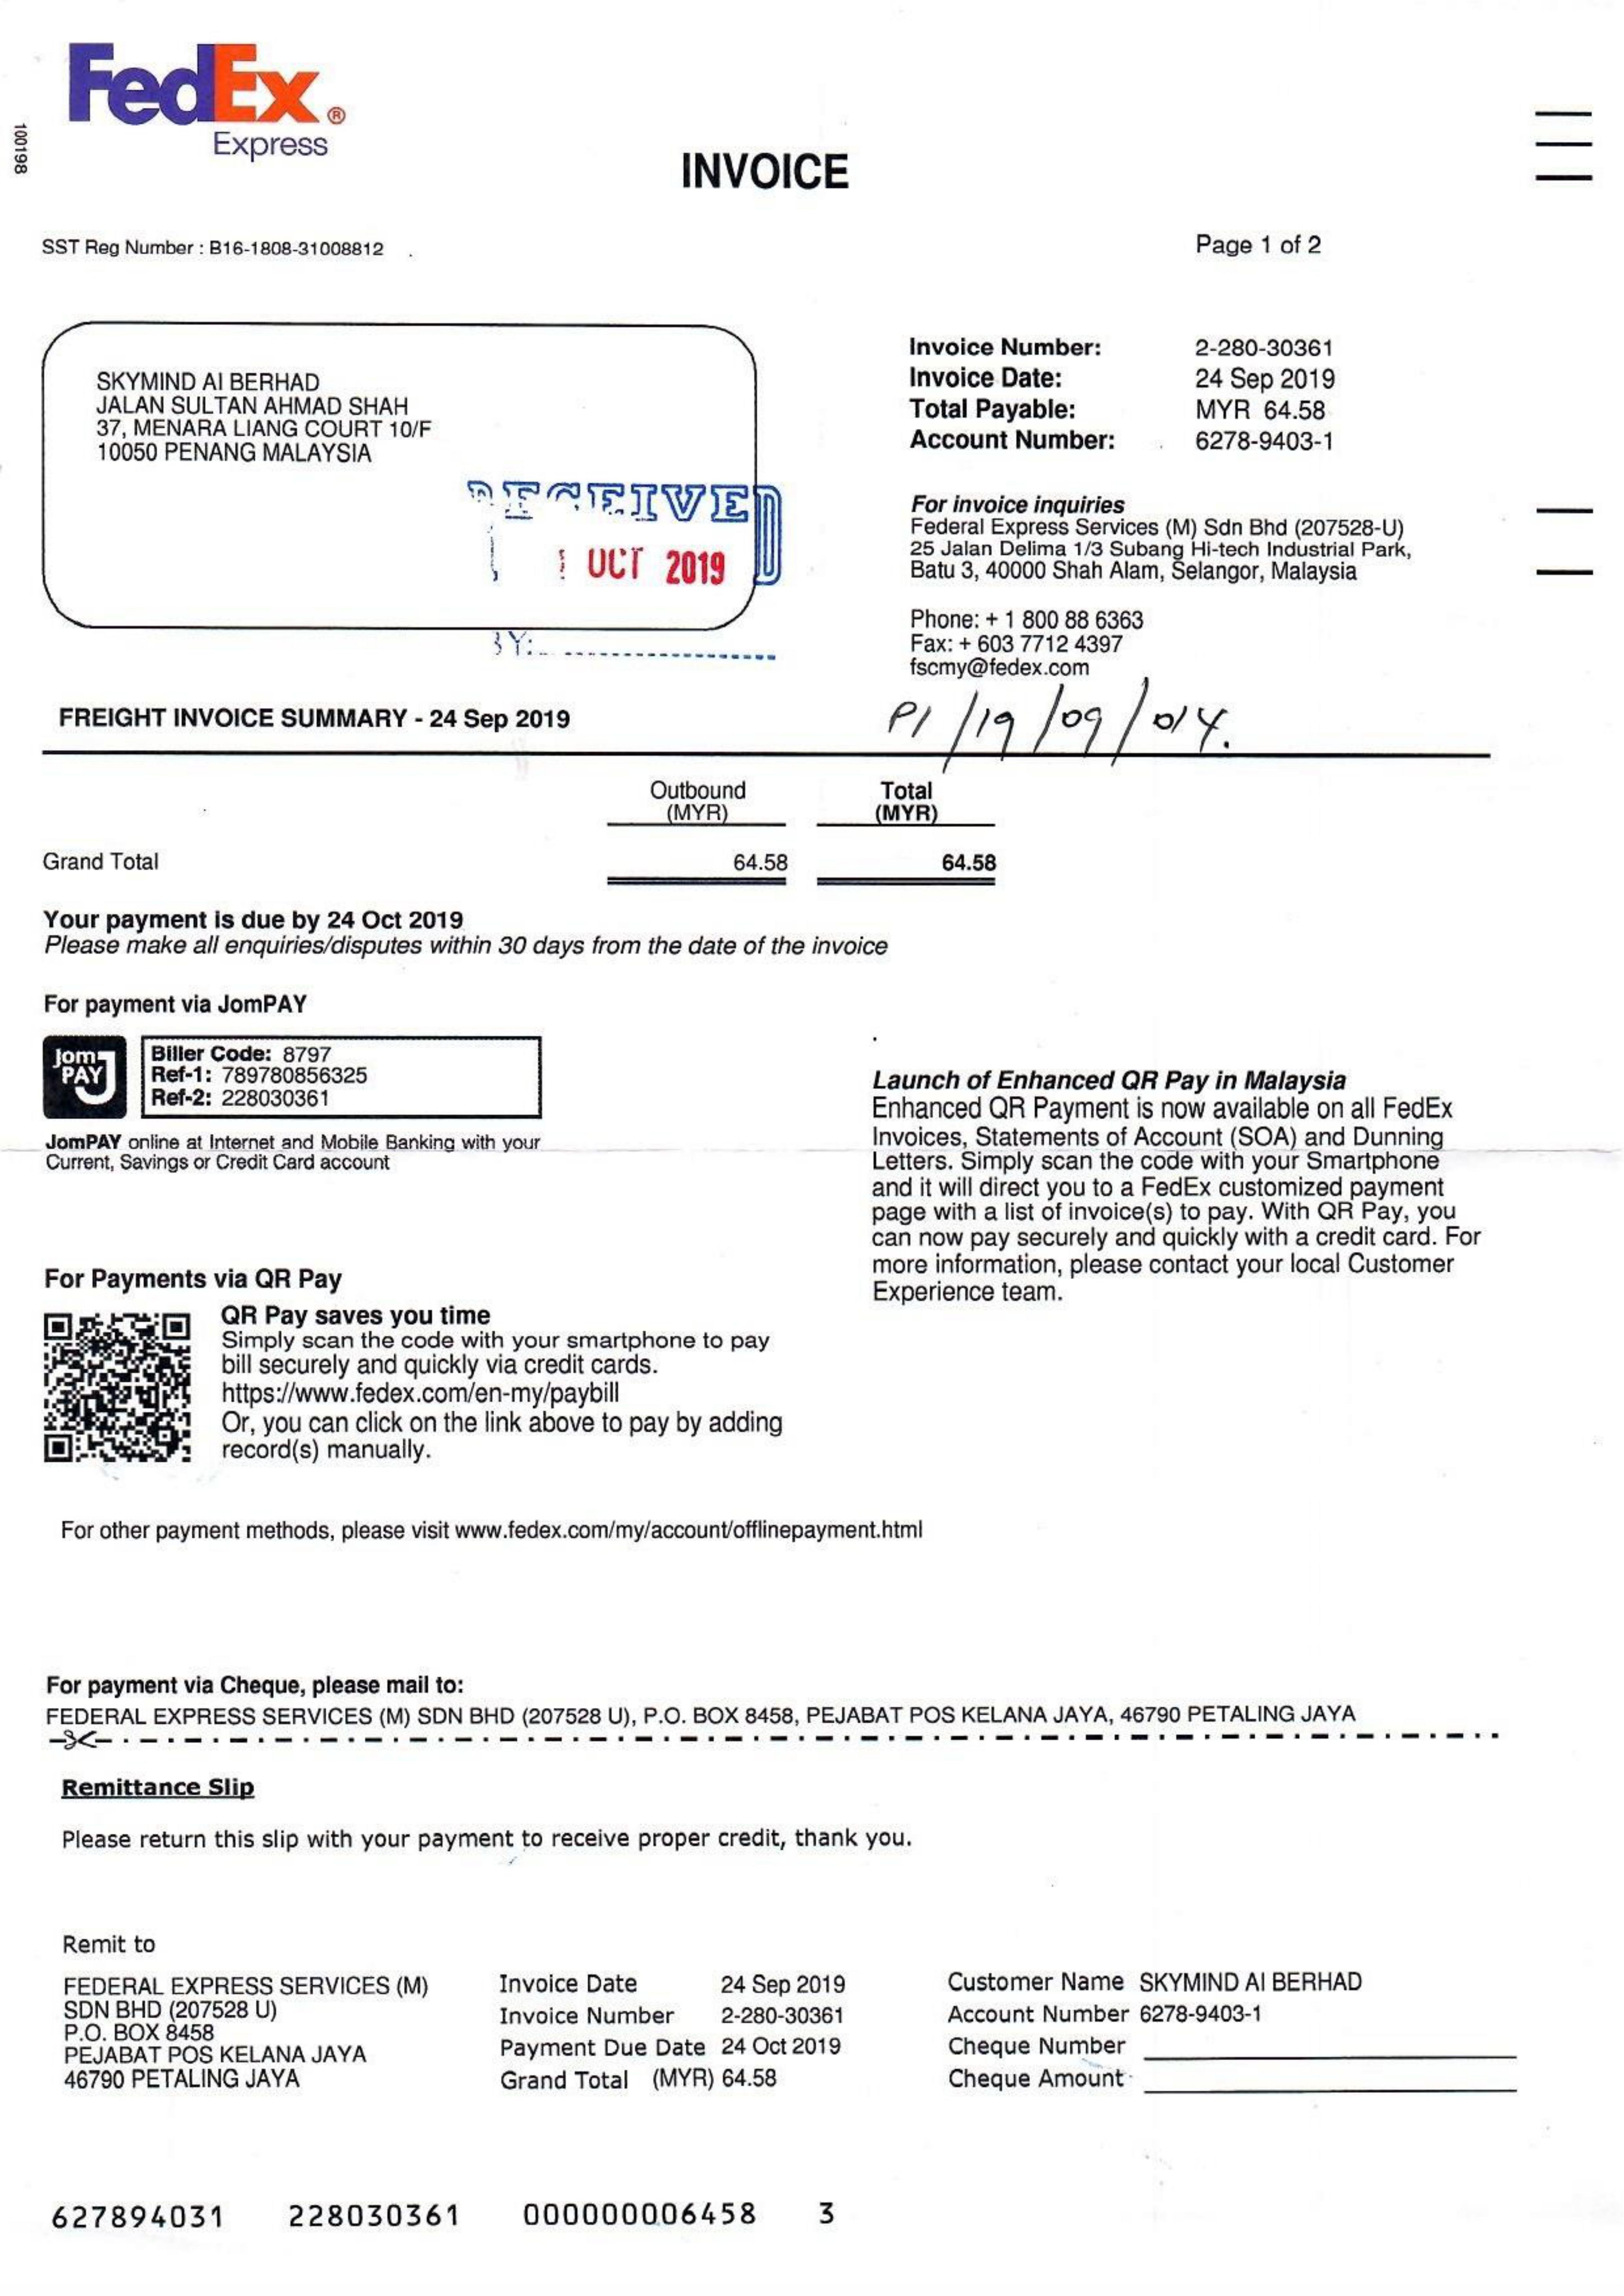 FedEx®
Express
100198
INVOICE
SST Reg Number : B16-1808-31008812
Page 1 of 2
SKYMIND AI BERHAD
JALAN SULTAN AHMAD SHAH
37, MENARA LIANG COURT 10/F
10050 PENANG MALAYSIA
RECEIVED
1 OCT 2019
BY:
Invoice Number: 2-280-30361
Invoice Date: 24 Sep 2019
Total Payable: MYR 64.58
Account Number: 6278-9403-1
For invoice inquiries
Federal Express Services (M) Sdn Bhd (207528-U)
25 Jalan Delima 1/3 Subang Hi-tech Industrial Park,
Batu 3, 40000 Shah Alam, Selangor, Malaysia
Phone: + 1 800 88 6363
Fax: + 603 7712 4397
fscmy@fedex.com
FREIGHT INVOICE SUMMARY - 24 Sep 2019
PI/19/09/014.
Outbound Total
(MYR) (MYR)
Grand Total 64.58 64.58
Your payment is due by 24 Oct 2019
Please make all enquiries/disputes within 30 days from the date of the invoice
For payment via JomPAY
Jom
PAY
Biller Code: 8797
Ref-1: 789780856325
Ref-2: 228030361
JomPAY online at Internet and Mobile Banking with your
Current, Savings or Credit Card account
Launch of Enhanced QR Pay in Malaysia
Enhanced QR Payment is now available on all FedEx
Invoices, Statements of Account (SOA) and Dunning
Letters. Simply scan the code with your Smartphone
and it will direct you to a FedEx customized payment
page with a list of invoice(s) to pay. With QR Pay, you
can now pay securely and quickly with a credit card. For
more information, please contact your local Customer
Experience team.
For Payments via QR Pay
QR Pay saves you time
Simply scan the code with your smartphone to pay
bill securely and quickly via credit cards.
https://www.fedex.com/en-my/paybill
Or, you can click on the link above to pay by adding
record(s) manually.
For other payment methods, please visit www.fedex.com/my/account/offlinepayment.html
For payment via Cheque, please mail to:
FEDERAL EXPRESS SERVICES (M) SDN BHD (207528 U), P.O. BOX 8458, PEJABAT POS KELANA JAYA, 46790 PETALING JAYA
Remittance Slip
Please return this slip with your payment to receive proper credit, thank you.
Remit to
FEDERAL EXPRESS SERVICES (M)
SDN BHD (207528 U)
P.O. BOX 8458
PEJABAT POS KELANA JAYA
46790 PETALING JAYA
Invoice Date 24 Sep 2019
Invoice Number 2-280-30361
Payment Due Date 24 Oct 2019
Grand Total (MYR) 64.58
Customer Name SKYMIND AI BERHAD
Account Number 6278-9403-1
Cheque Number
Cheque Amount
627894031 228030361 000000006458 3